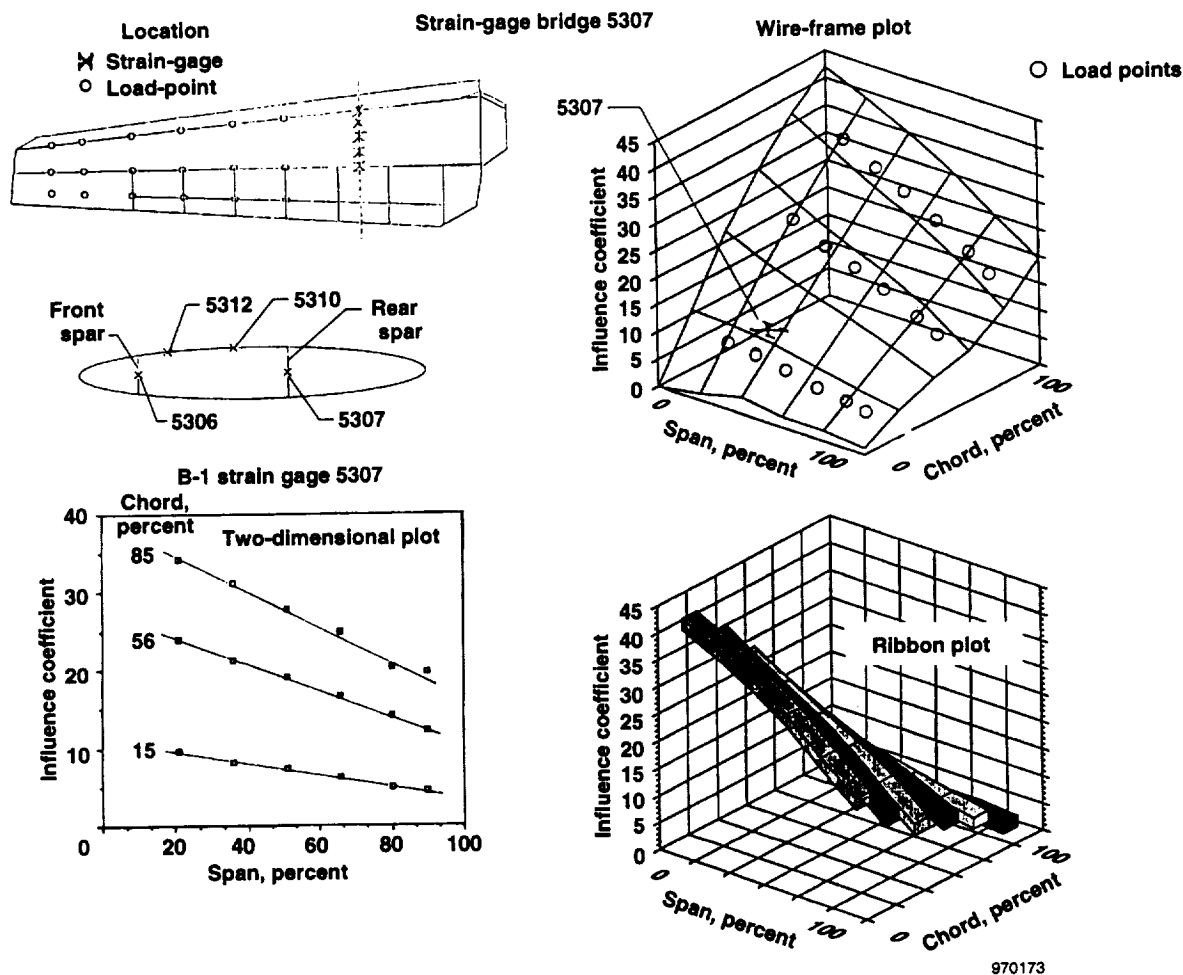 Strain-gage bridge 5307
Location
Strain-gage
Load-point
Front
spar
5312
5310
Rear
spar
5306
5307
Wire-frame plot
Load points
5307
Influence coefficient
45
40
35
30
25
20
15
10
5
0
0
Span, percent
100
0
Chord, percent
100
B-1 strain gage 5307
Chord,
percent
Two-dimensional plot
85
56
15
Influence coefficient
40
30
20
10
0
20
40
60
80
100
Span, percent
Ribbon plot
Influence coefficient
45
40
35
30
25
20
15
10
5
0
0
Span, percent
100
0
Chord, percent
100
970173